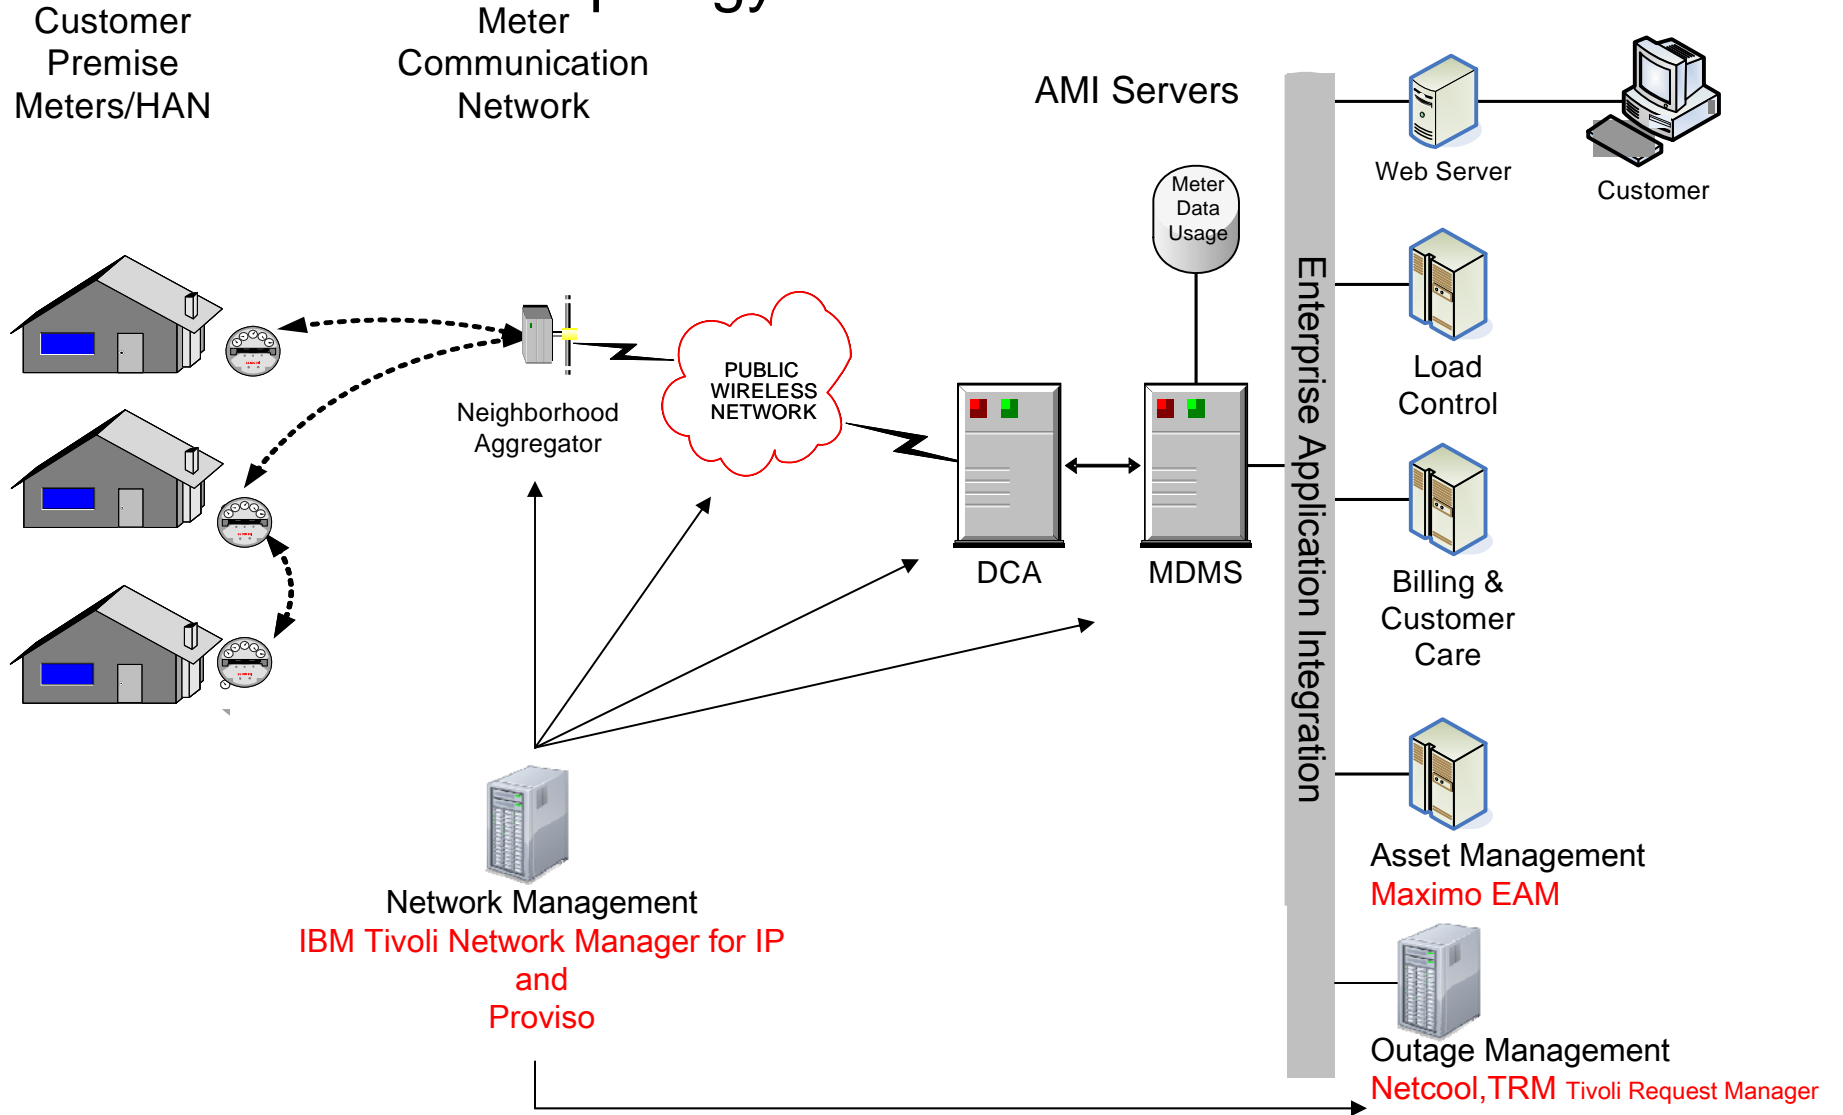 Customer
Premise
Meters/HAN
Meter
Communication
Network
AMI Servers
Web Server
Customer
Meter
Data
Usage
Enterprise Application Integration
Load
Control
PUBLIC
WIRELESS
NETWORK
Neighborhood
Aggregator
DCA
MDMS
Billing &
Customer
Care
Network Management
IBM Tivoli Network Manager for IP
and
Proviso
Asset Management
Maximo EAM
Outage Management
Netcool,TRM Tivoli Request Manager